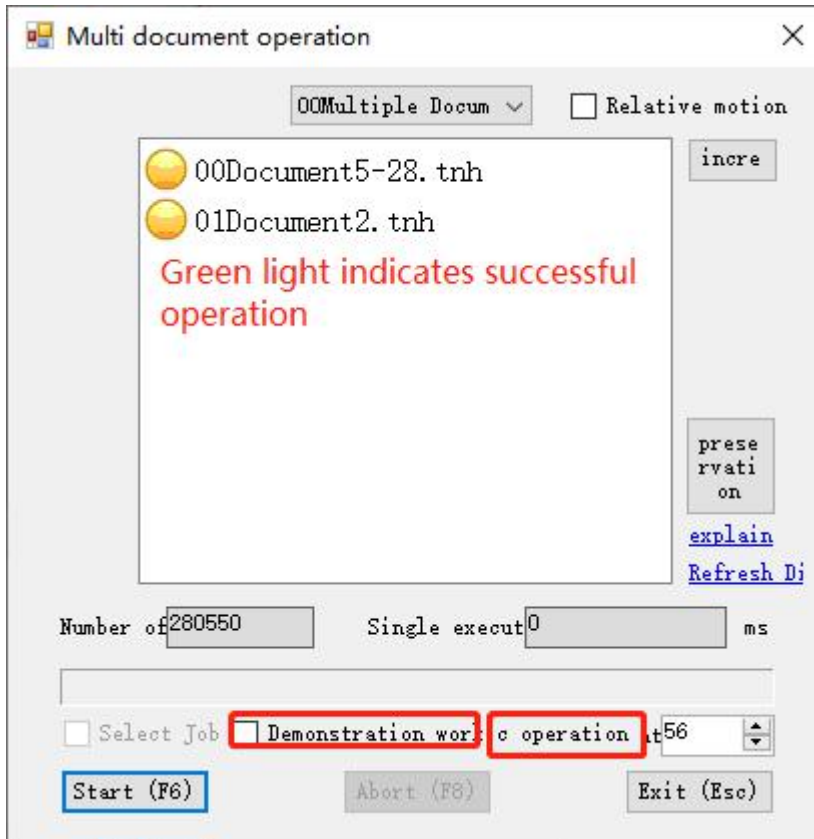 Multi document operation
00Multiple Docum
Relative motion
00Document5-28.tnh
incre
01Document2.tnh
Green light indicates successful
operation
prese
rvati
on
explain
Refresh Di
Number of 280550 Single execut 0 ms
Select Job Demonstration work c operation nt 56
Start (F6) Abort (F8) Exit (Esc)